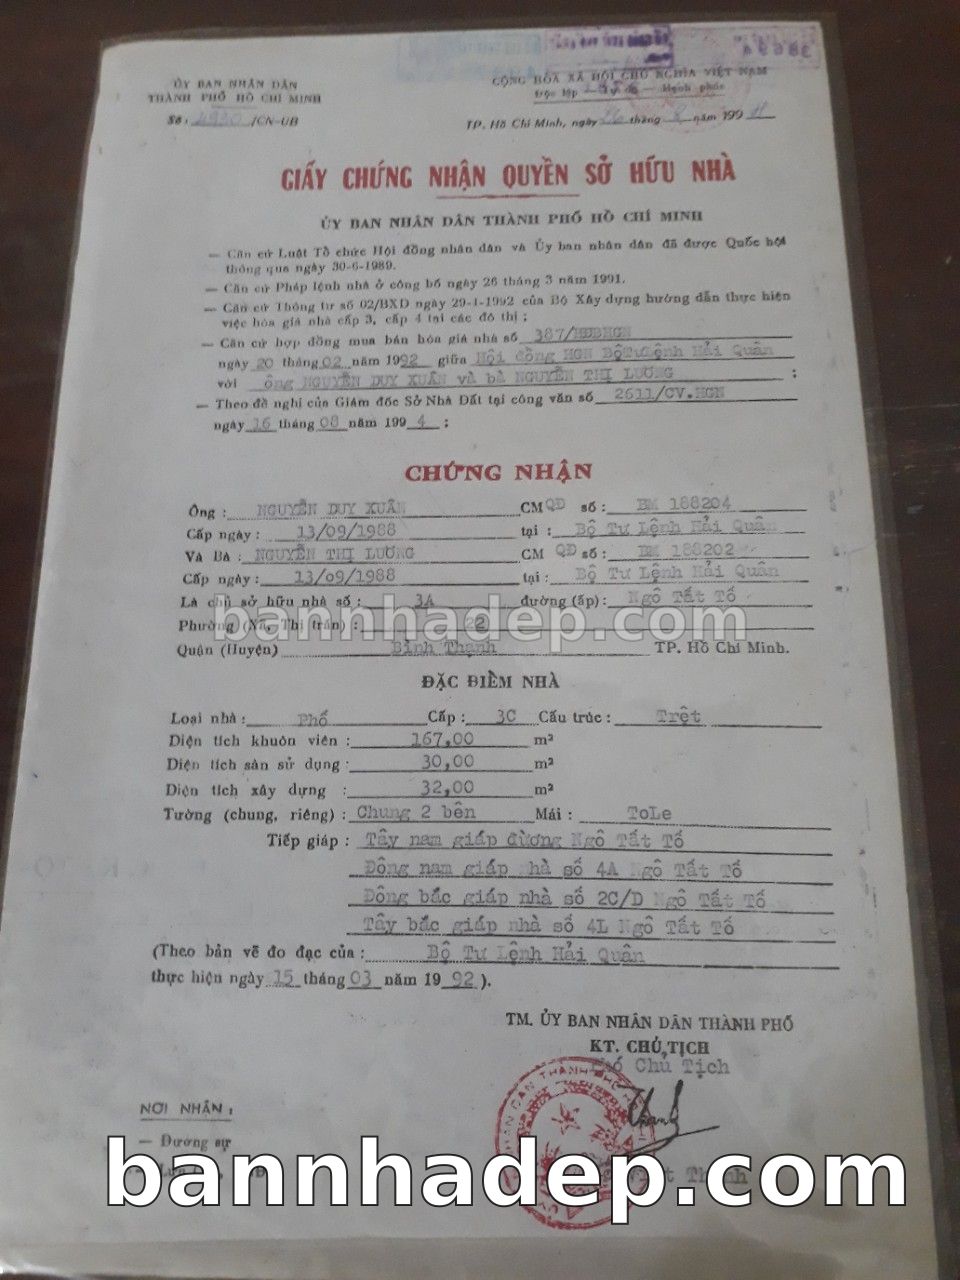 ỦY BAN NHÂN DÂN
THÀNH PHỐ HỒ CHÍ MINH
Số: /CN-UB
CỘNG HÒA XÃ HỘI CHỦ NGHĨA VIỆT NAM
Độc lập — Tự do — Hạnh phúc
TP. Hồ Chí Minh, ngày 26 tháng năm 199
GIẤY CHỨNG NHẬN QUYỀN SỞ HỮU NHÀ
ỦY BAN NHÂN DÂN THÀNH PHỐ HỒ CHÍ MINH
— Căn cứ Luật Tổ chức Hội đồng nhân dân và Ủy ban nhân dân đã được Quốc hội
thông qua ngày 30-6-1989.
— Căn cứ Pháp lệnh nhà ở công bố ngày 26 tháng 3 năm 1991.
— Căn cứ Thông tư số 02/BXD ngày 29-1-1992 của Bộ Xây dựng hướng dẫn thực hiện
việc hóa giá nhà cấp 3, cấp 4 tại các đô thị;
— Căn cứ hợp đồng mua bán hóa giá nhà số 387/HĐBHGN
ngày 20 tháng 02 năm 1992 giữa Hội đồng HGN Bộ Tư Lệnh Hải Quân
với ông NGUYỄN DUY XUÂN và bà NGUYỄN THỊ LƯƠNG ;
— Theo đề nghị của Giám đốc Sở Nhà Đất tại công văn số 2611/CV.HGN
ngày 16 tháng 08 năm 1994 ;
CHỨNG NHẬN
Ông : NGUYỄN DUY XUÂN CM QĐ số : BM 188204
Cấp ngày : 13/09/1988 tại : Bộ Tư Lệnh Hải Quân
Và Bà : NGUYỄN THỊ LƯƠNG CM QĐ số : BM 188202
Cấp ngày : 13/09/1988 tại : Bộ Tư Lệnh Hải Quân
Là chủ sở hữu nhà số : 3A đường (ấp) : Ngô Tất Tố
bannhadep.com
Phường (Xã, Thị trấn) : 22
Quận (Huyện) Bình Thạnh TP. Hồ Chí Minh.
ĐẶC ĐIỂM NHÀ
Loại nhà : Phố Cấp : 3C Cấu trúc : Trệt
Diện tích khuôn viên : 167,00 m²
Diện tích sàn sử dụng : 30,00 m²
Diện tích xây dựng : 32,00 m²
Tường (chung, riêng) : Chung 2 bên Mái : ToLe
Tiếp giáp : Tây nam giáp đường Ngô Tất Tố
Đông nam giáp nhà số 4A Ngô Tất Tố
Đông bắc giáp nhà số 2C/D Ngô Tất Tố
Tây bắc giáp nhà số 4L Ngô Tất Tố
(Theo bản vẽ đo đạc của : Bộ Tư Lệnh Hải Quân
thực hiện ngày 15 tháng 03 năm 1992 ).
TM. ỦY BAN NHÂN DÂN THÀNH PHỐ
KT. CHỦ TỊCH
Phó Chủ Tịch
NƠI NHẬN :
— Đương sự
bannhadep.com